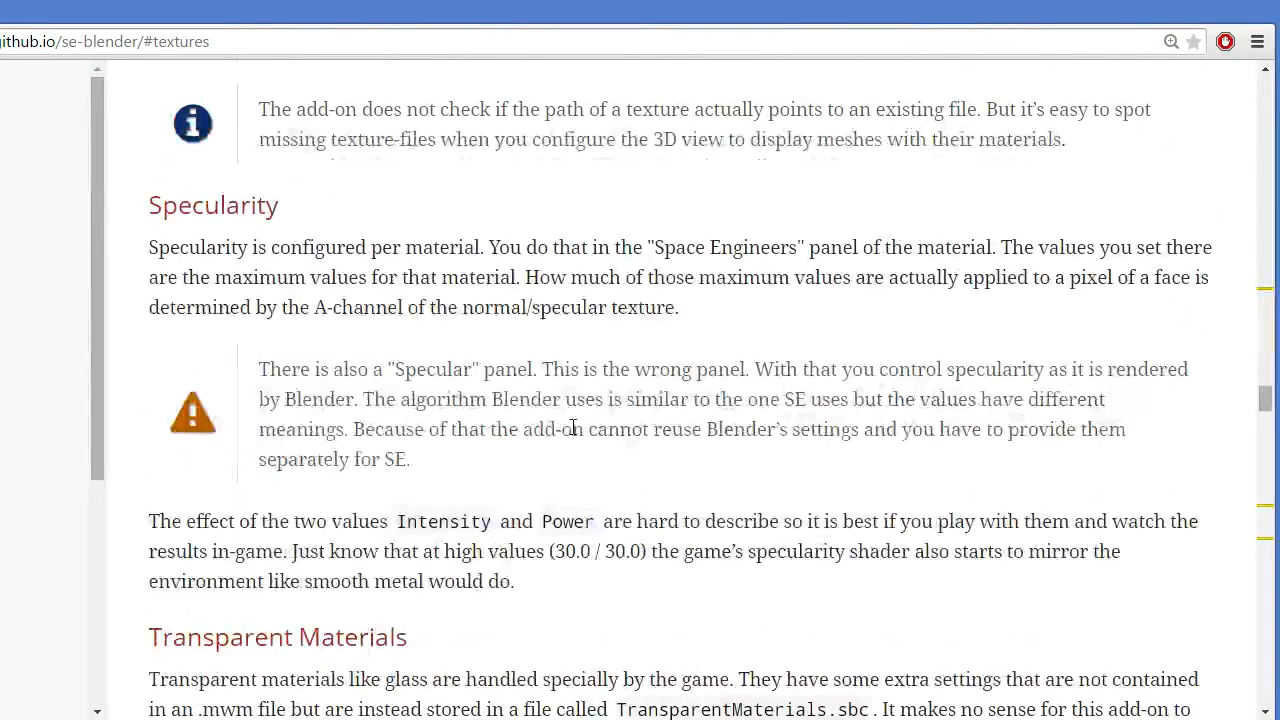 github.io/se-blender/#textures
The add-on does not check if the path of a texture actually points to an existing file. But it's easy to spot
missing texture-files when you configure the 3D view to display meshes with their materials.
Specularity
Specularity is configured per material. You do that in the "Space Engineers" panel of the material. The values you set there
are the maximum values for that material. How much of those maximum values are actually applied to a pixel of a face is
determined by the A-channel of the normal/specular texture.
There is also a "Specular" panel. This is the wrong panel. With that you control specularity as it is rendered
by Blender. The algorithm Blender uses is similar to the one SE uses but the values have different
meanings. Because of that the add-on cannot reuse Blender's settings and you have to provide them
separately for SE.
The effect of the two values Intensity and Power are hard to describe so it is best if you play with them and watch the
results in-game. Just know that at high values (30.0 / 30.0) the game's specularity shader also starts to mirror the
environment like smooth metal would do.
Transparent Materials
Transparent materials like glass are handled specially by the game. They have some extra settings that are not contained
in an .mwm file but are instead stored in a file called TransparentMaterials.sbc. It makes no sense for this add-on to